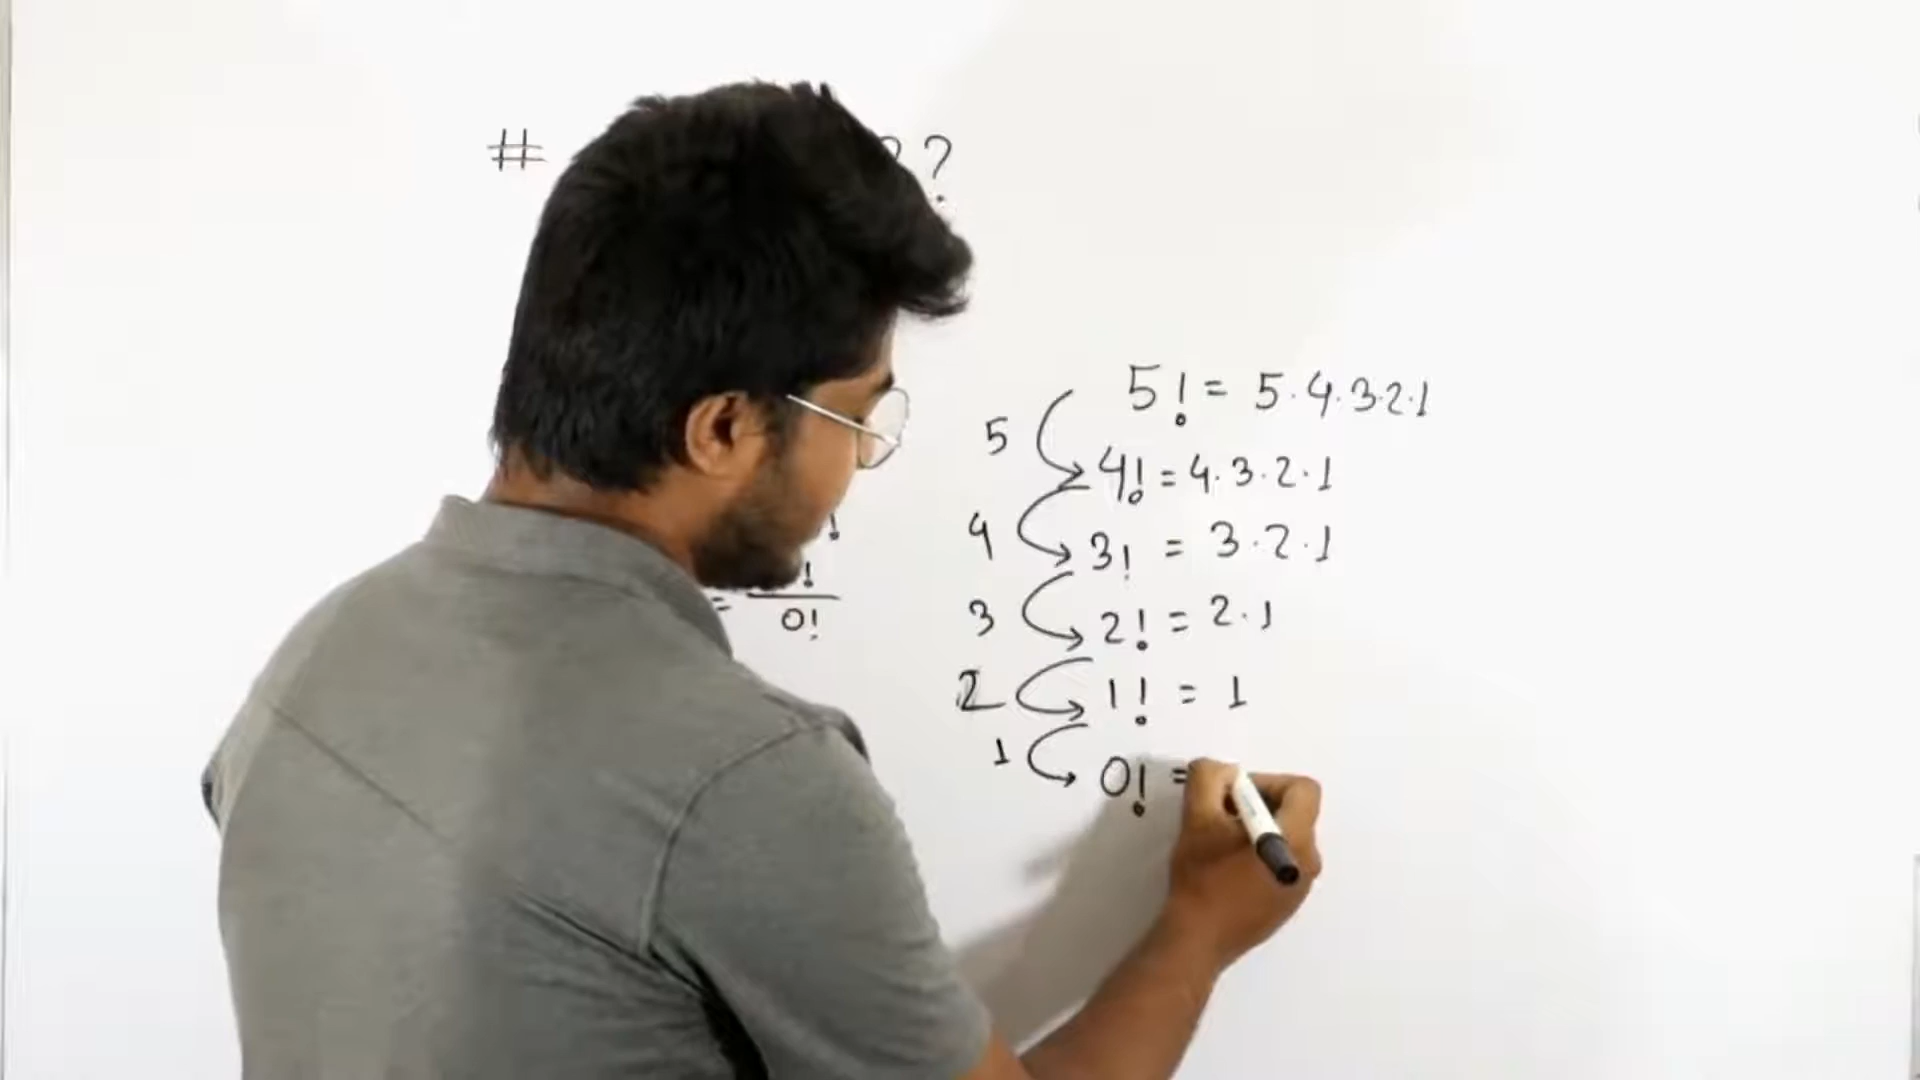 # ??
!
!
= 0!
5! = 5.4.3.2.1
5
4! = 4.3.2.1
4
3! = 3.2.1
3
2! = 2.1
2
1! = 1
1
0! =